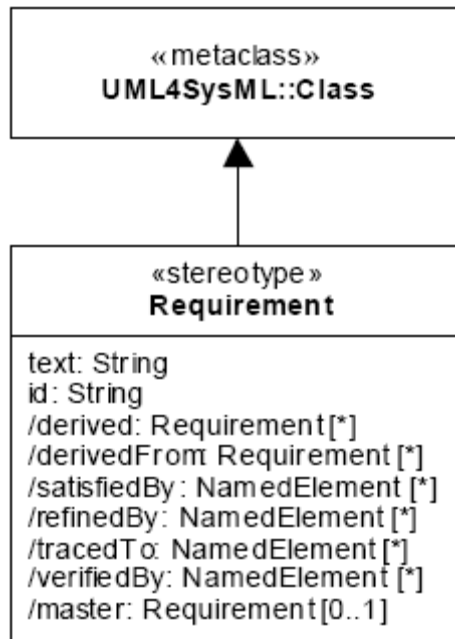 «metaclass»
UML4SysML::Class
«stereotype»
Requirement
text: String
id: String
/derived: Requirement[*]
/derivedFrom: Requirement[*]
/satisfiedBy: NamedElement[*]
/refinedBy: NamedElement[*]
/tracedTo: NamedElement[*]
/verifiedBy: NamedElement[*]
/master: Requirement[0..1]